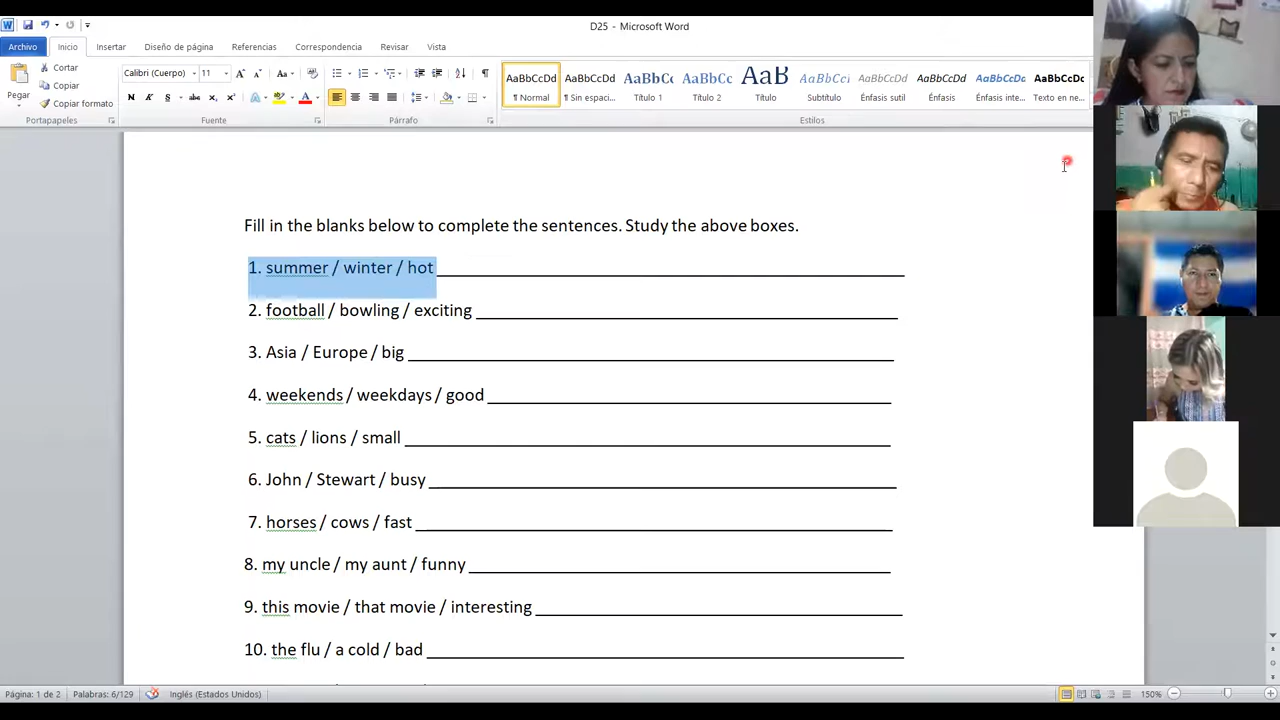 D25 - Microsoft Word
Archivo Inicio Insertar Diseño de página Referencias Correspondencia Revisar Vista
Pegar
Cortar
Copiar
Copiar formato
Portapapeles
Calibri (Cuerpo) 11
Fuente
Párrafo
AaBbCcDd AaBbCcDd AaBbCc AaBbCc AaB AaBbCcI AaBbCcDd AaBbCcDd AaBbCcDd AaBbCcDc
¶ Normal ¶ Sin espaci... Título 1 Título 2 Título Subtítulo Énfasis sutil Énfasis Énfasis inte... Texto en ne...
Estilos
Fill in the blanks below to complete the sentences. Study the above boxes.
1. summer / winter / hot
2. football / bowling / exciting
3. Asia / Europe / big
4. weekends / weekdays / good
5. cats / lions / small
6. John / Stewart / busy
7. horses / cows / fast
8. my uncle / my aunt / funny
9. this movie / that movie / interesting
10. the flu / a cold / bad
Página: 1 de 2 Palabras: 6/129 Inglés (Estados Unidos) 150%